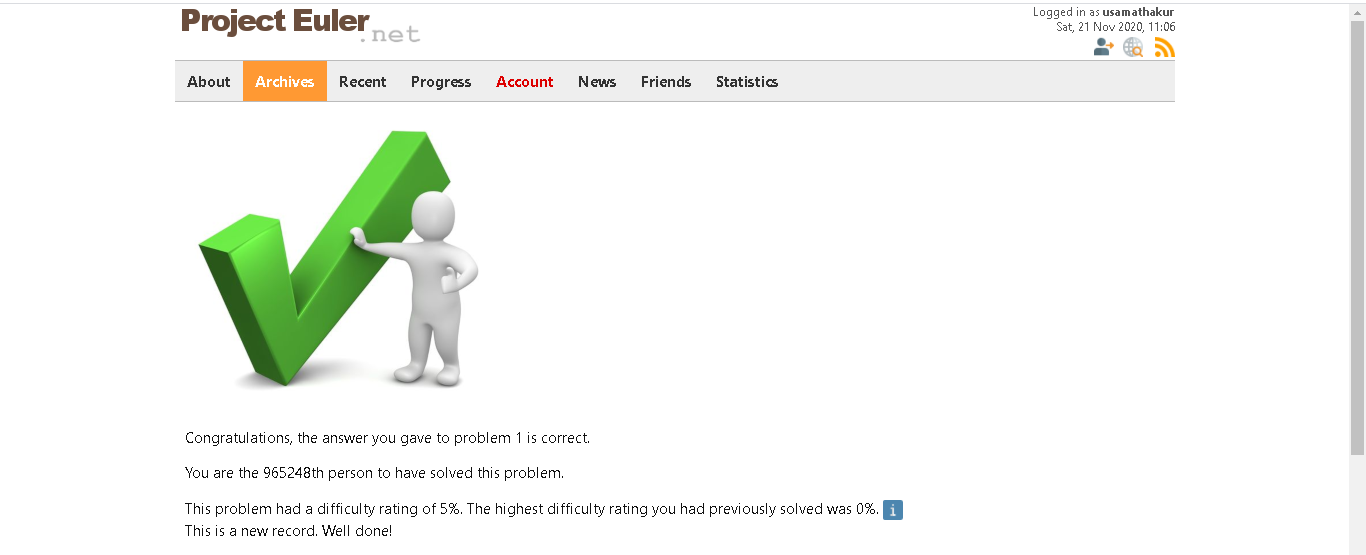 Project Euler
.net
Logged in as usamathakur
Sat, 21 Nov 2020, 11:06
About Archives Recent Progress Account News Friends Statistics
Congratulations, the answer you gave to problem 1 is correct.
You are the 965248th person to have solved this problem.
This problem had a difficulty rating of 5%. The highest difficulty rating you had previously solved was 0%. i
This is a new record. Well done!